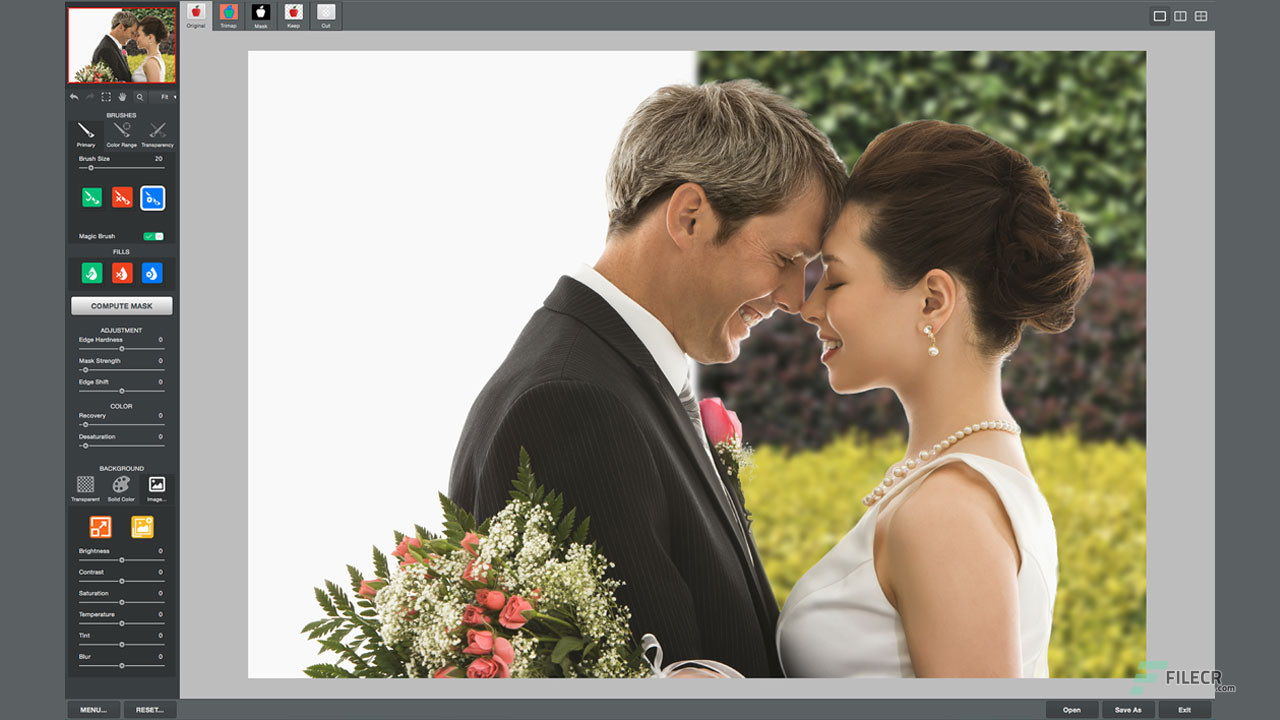 Original Trimap Mask Keep Cut
Fit
BRUSHES
Primary Color Range Transparency
Brush Size 20
Magic Brush
FILLS
COMPUTE MASK
ADJUSTMENT
Edge Hardness 0
Mask Strength 0
Edge Shift 0
COLOR
Recovery 0
Desaturation 0
BACKGROUND
Transparent Solid Color Image...
Brightness 0
Contrast 0
Saturation 0
Temperature 0
Tint 0
Blur 0
FILECR
.com
MENU... RESET... Open Save As Exit